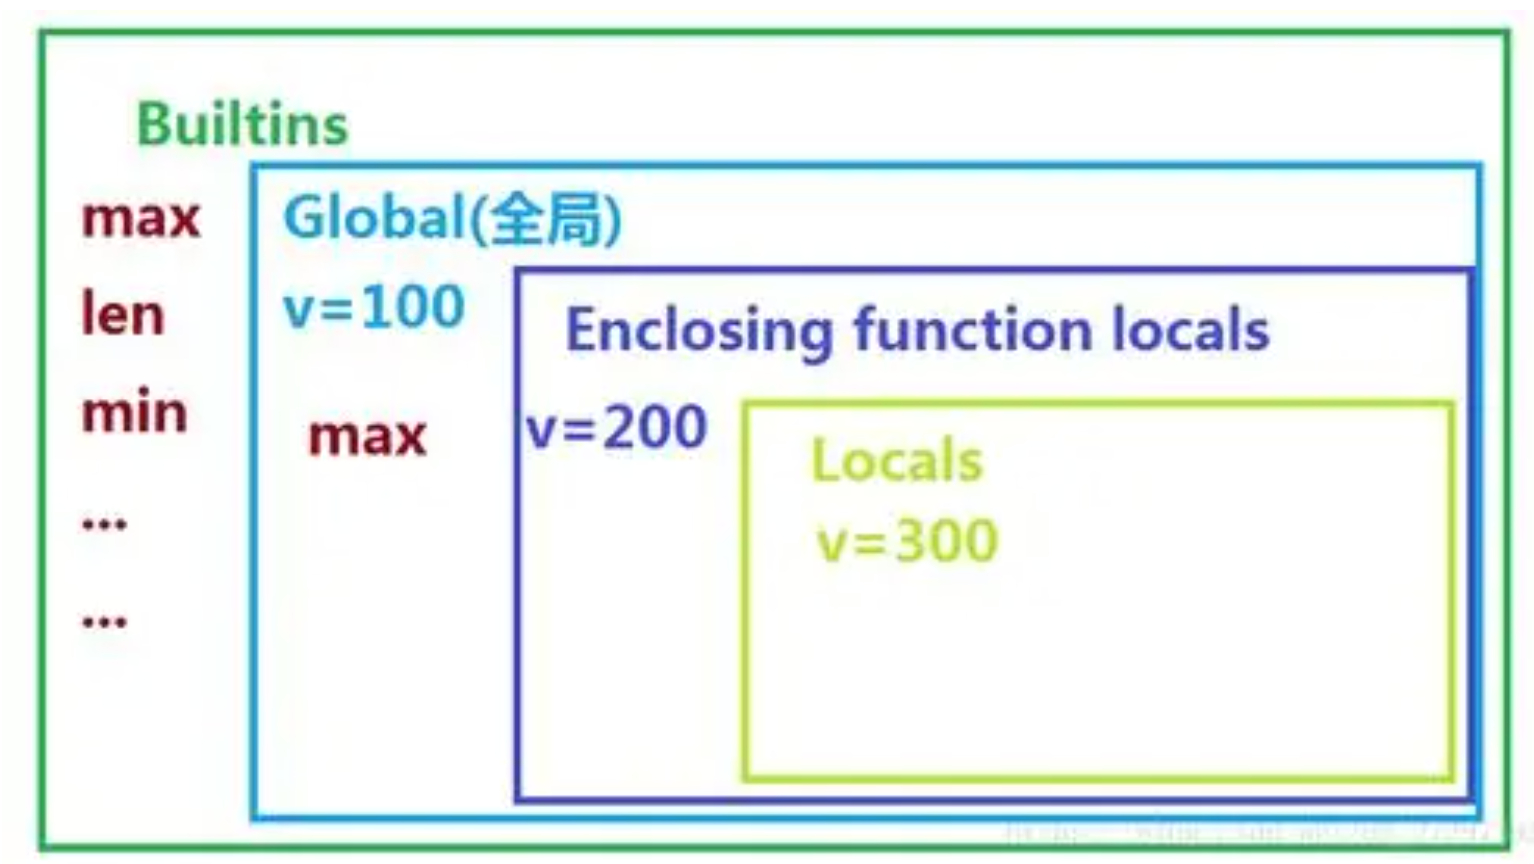 Builtins
max
len
min
...
...
Global(全局)
v=100
max
Enclosing function locals
v=200
Locals
v=300